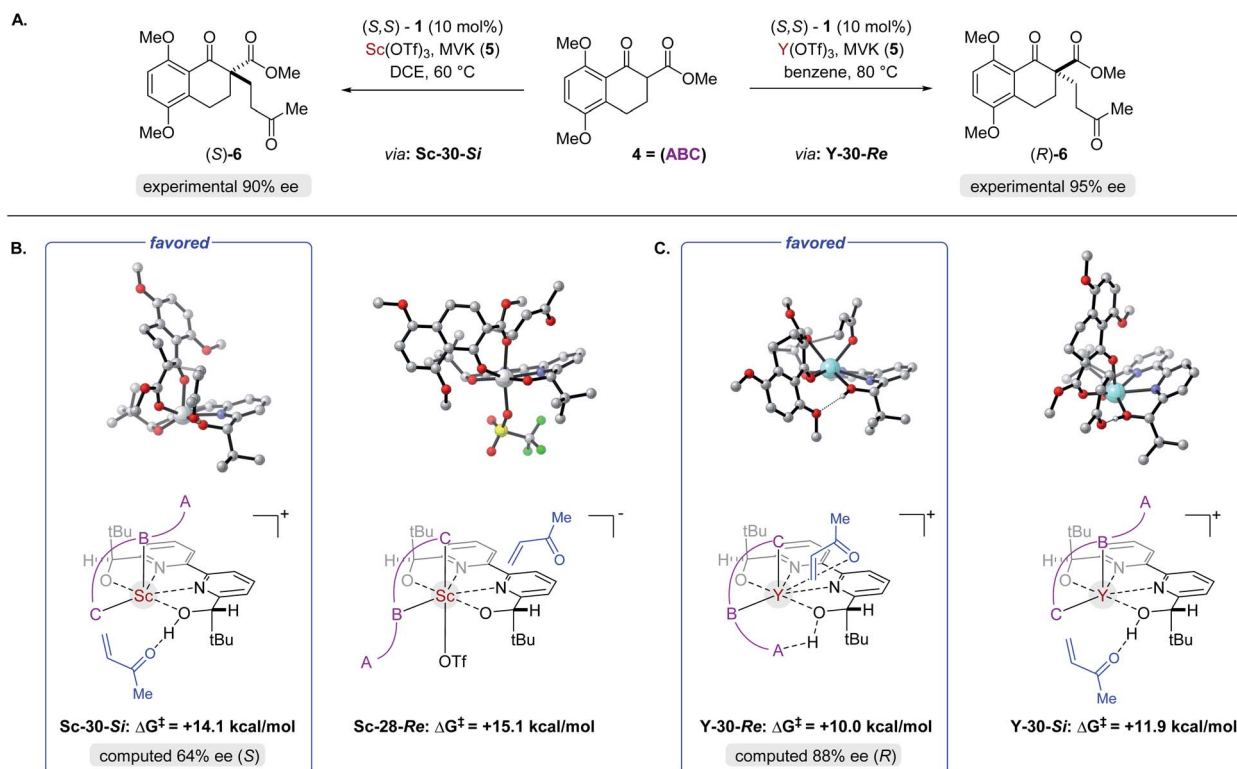 A.
(S,S) - 1 (10 mol%)
Sc(OTf)3, MVK (5)
DCE, 60 °C
via: Sc-30-Si
(S,S) - 1 (10 mol%)
Y(OTf)3, MVK (5)
benzene, 80 °C
via: Y-30-Re
MeO
O
O
OMe
MeO
Me
O
(S)-6
experimental 90% ee
MeO
O
O
OMe
OMe
4 = (ABC)
MeO
O
O
OMe
MeO
Me
O
(R)-6
experimental 95% ee
B.
favored
C.
favored
A
tBu
B
H
O
N
Sc
N
C
O
H
H
tBu
O
Me
+
tBu
C
Me
O
H
O
N
Sc
N
B
O
H
tBu
A
OTf
-
tBu
C
Me
O
H
O
N
Y
N
B
O
H
A
H
tBu
+
A
tBu
B
H
O
N
Y
N
C
O
H
H
tBu
O
Me
+
Sc-30-Si: ΔG‡ = +14.1 kcal/mol
computed 64% ee (S)
Sc-28-Re: ΔG‡ = +15.1 kcal/mol
Y-30-Re: ΔG‡ = +10.0 kcal/mol
computed 88% ee (R)
Y-30-Si: ΔG‡ = +11.9 kcal/mol